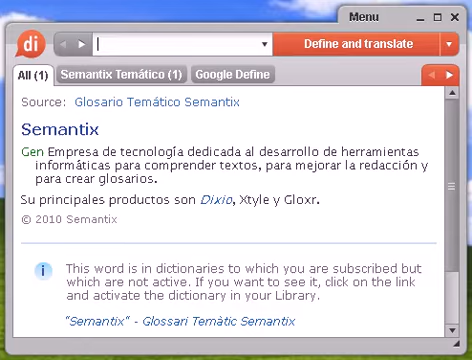 Menu
di
Define and translate
All (1)
Semantix Temático (1)
Google Define
Source: Glosario Temático Semantix
Semantix
Gen Empresa de tecnología dedicada al desarrollo de herramientas
informáticas para comprender textos, para mejorar la redacción y
para crear glosarios.
Su principales productos son Dixio, Xtyle y Gloxr.
© 2010 Semantix
i
This word is in dictionaries to which you are subscribed but
which are not active. If you want to see it, click on the link
and activate the dictionary in your Library.
"Semantix" - Glossari Temàtic Semantix